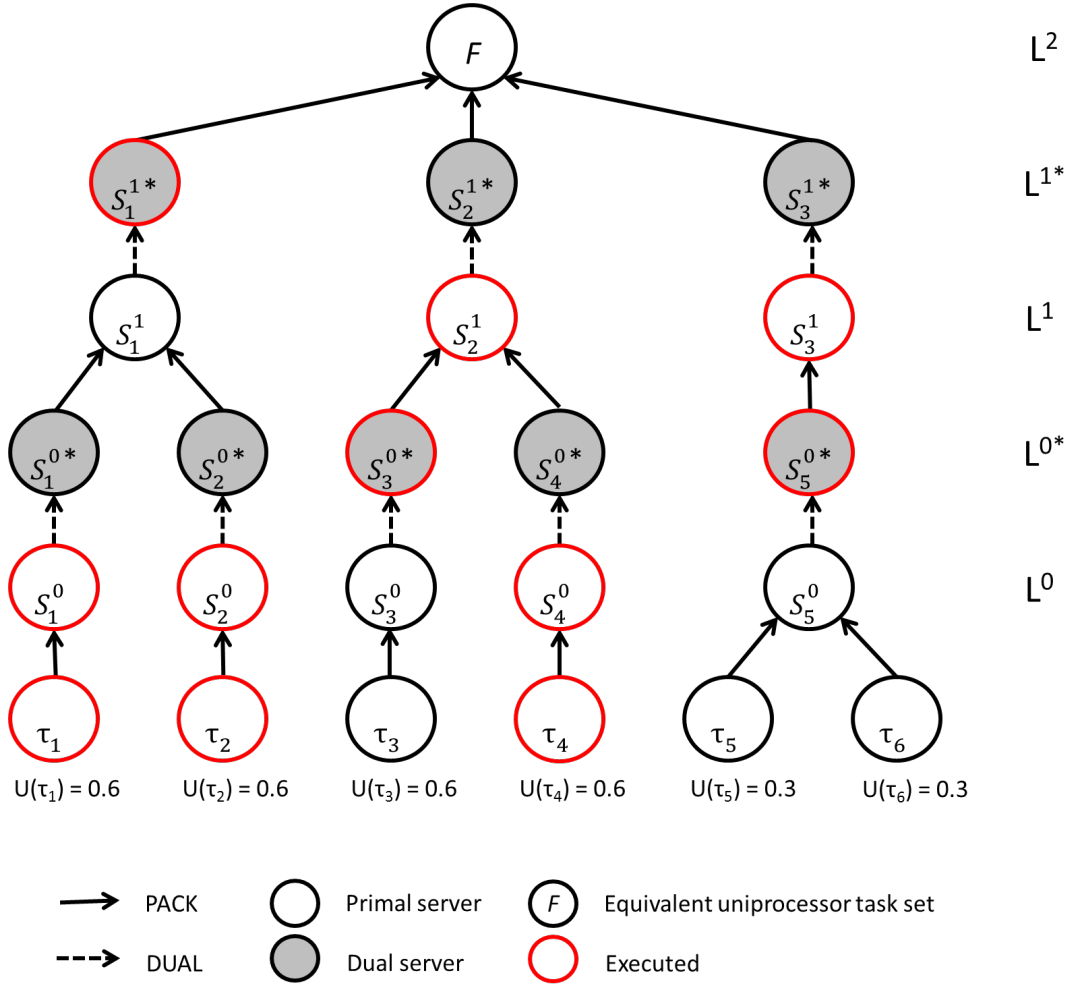 F L²
S₁¹* S₂¹* S₃¹* L¹*
S₁¹ S₂¹ S₃¹ L¹
S₁⁰* S₂⁰* S₃⁰* S₄⁰* S₅⁰* L⁰*
S₁⁰ S₂⁰ S₃⁰ S₄⁰ S₅⁰ L⁰
τ₁ τ₂ τ₃ τ₄ τ₅ τ₆
U(τ₁) = 0.6 U(τ₂) = 0.6 U(τ₃) = 0.6 U(τ₄) = 0.6 U(τ₅) = 0.3 U(τ₆) = 0.3
PACK Primal server F Equivalent uniprocessor task set
DUAL Dual server Executed